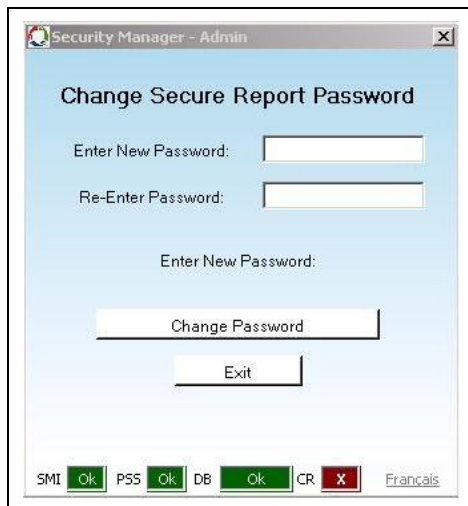 Security Manager - Admin
Change Secure Report Password
Enter New Password:
Re-Enter Password:
Enter New Password:
Change Password
Exit
SMI Ok PSS Ok DB Ok CR X Français